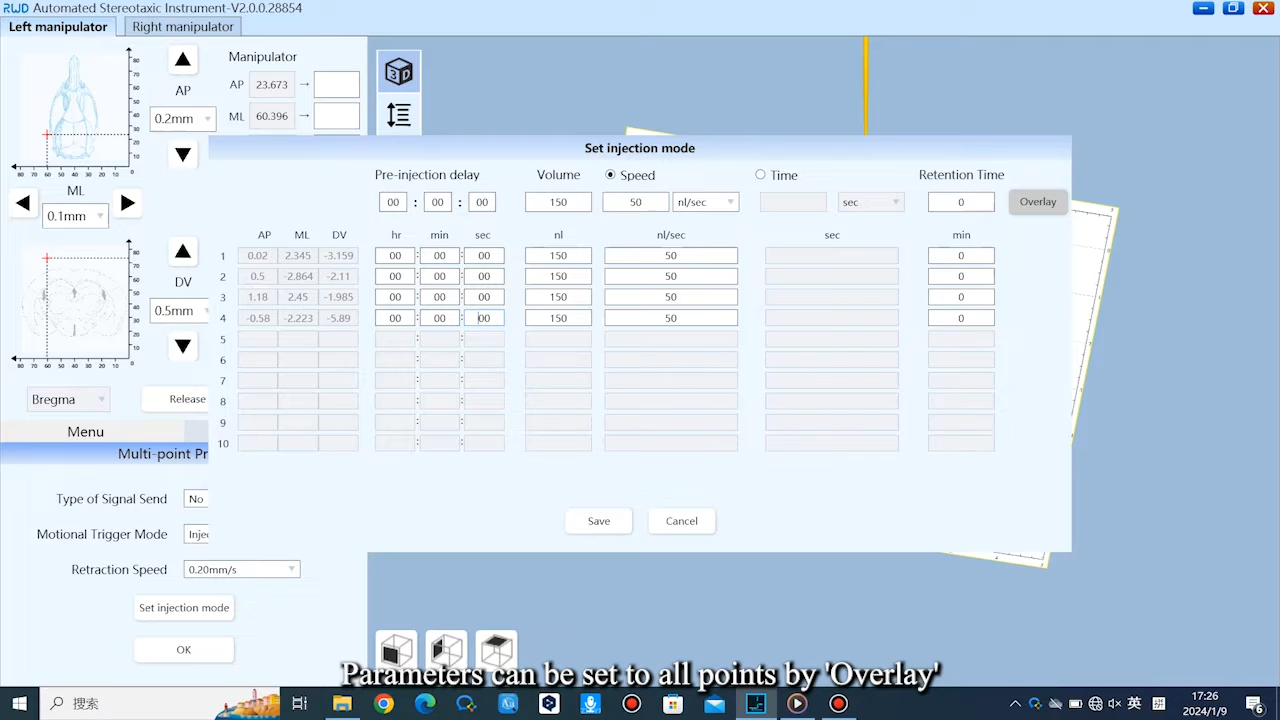 RWD Automated Stereotaxic Instrument-V2.0.0.28854
Left manipulator Right manipulator
Manipulator
AP 23.673 →
ML 60.396 →
AP
0.2mm
ML
0.1mm
DV
0.5mm
Bregma Release
Menu
Multi-point Pr
Type of Signal Send No
Motional Trigger Mode Injec
Retraction Speed 0.20mm/s
Set injection mode
OK
3D
Set injection mode
Pre-injection delay Volume Speed Time Retention Time
00 : 00 : 00 150 50 nl/sec sec 0 Overlay
AP ML DV hr min sec nl nl/sec sec min
1 0.02 2.345 -3.159 00 : 00 : 00 150 50 0
2 0.5 -2.864 -2.11 00 : 00 : 00 150 50 0
3 1.18 2.45 -1.985 00 : 00 : 00 150 50 0
4 -0.58 -2.223 -5.89 00 : 00 : 00 150 50 0
5 : :
6 : :
7 : :
8 : :
9 : :
10 : :
Save Cancel
Parameters can be set to all points by 'Overlay'
搜索
英 拼 17:26
2024/1/9
6